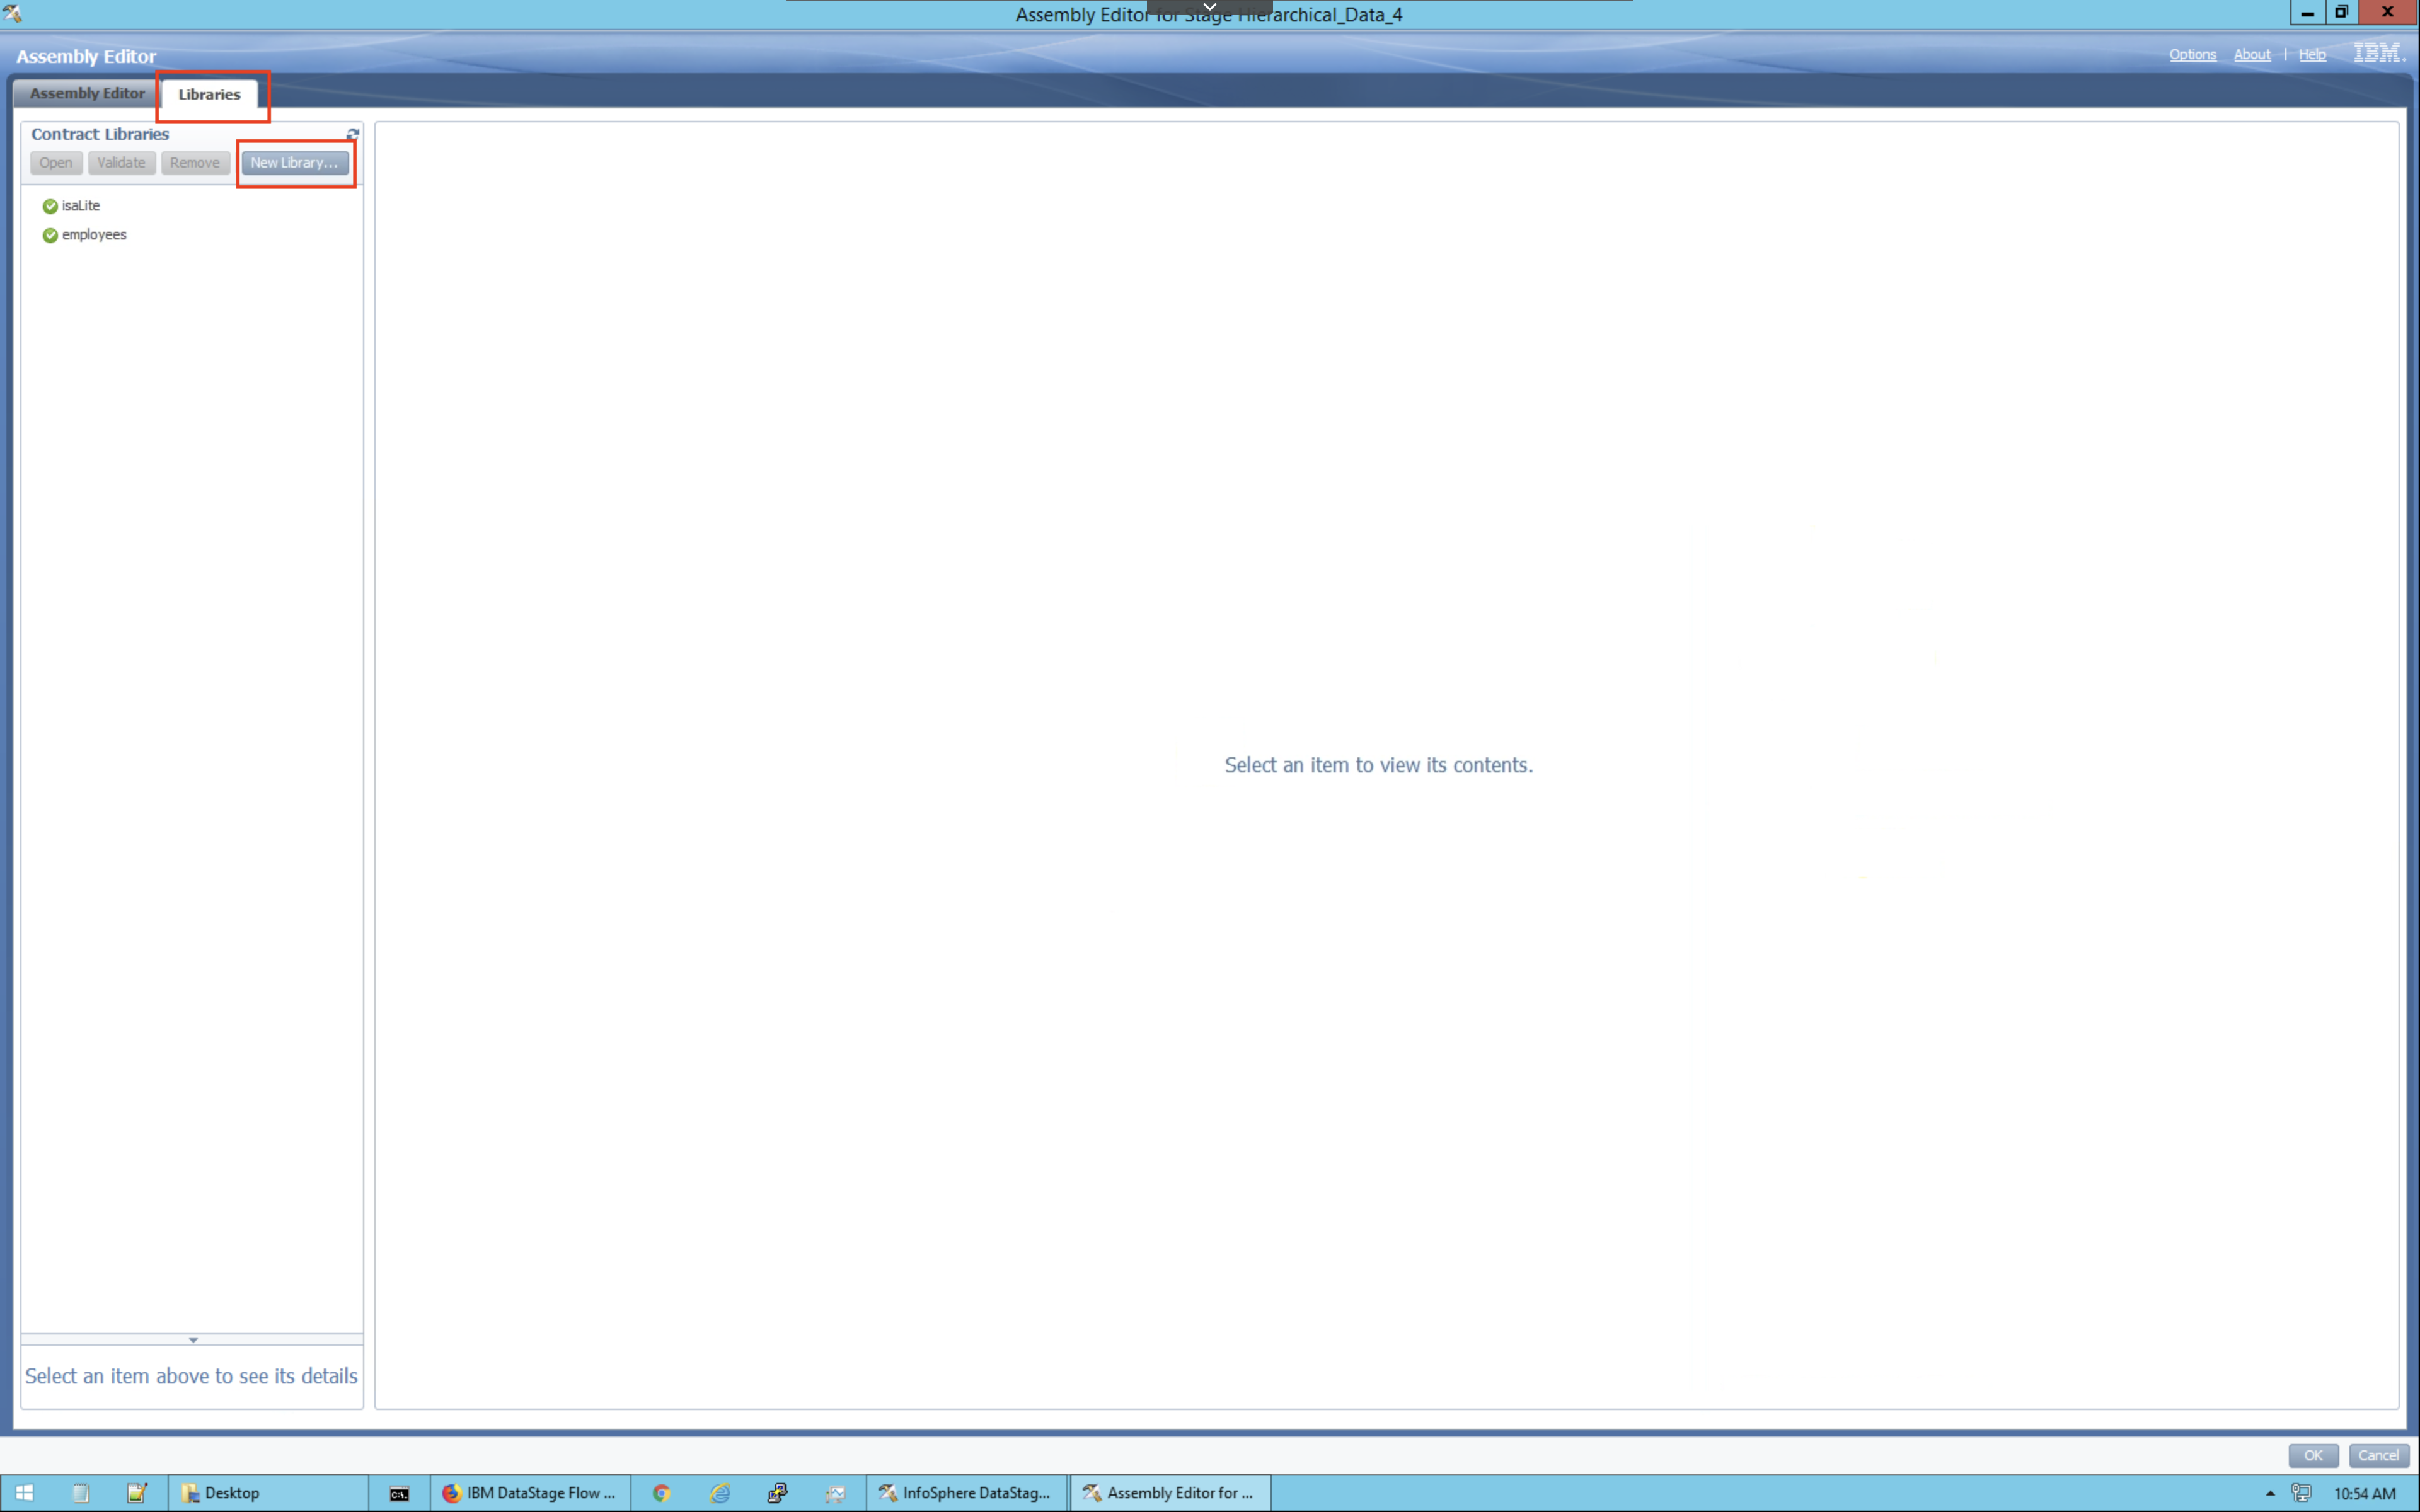 Assembly Editor for Stage Hierarchical_Data_4
Assembly Editor
Options About | Help IBM.
Assembly Editor Libraries
Contract Libraries
Open Validate Remove New Library...
isaLite
employees
Select an item to view its contents.
Select an item above to see its details
OK Cancel
Desktop C:\. IBM DataStage Flow ... InfoSphere DataStag... Assembly Editor for ... 10:54 AM